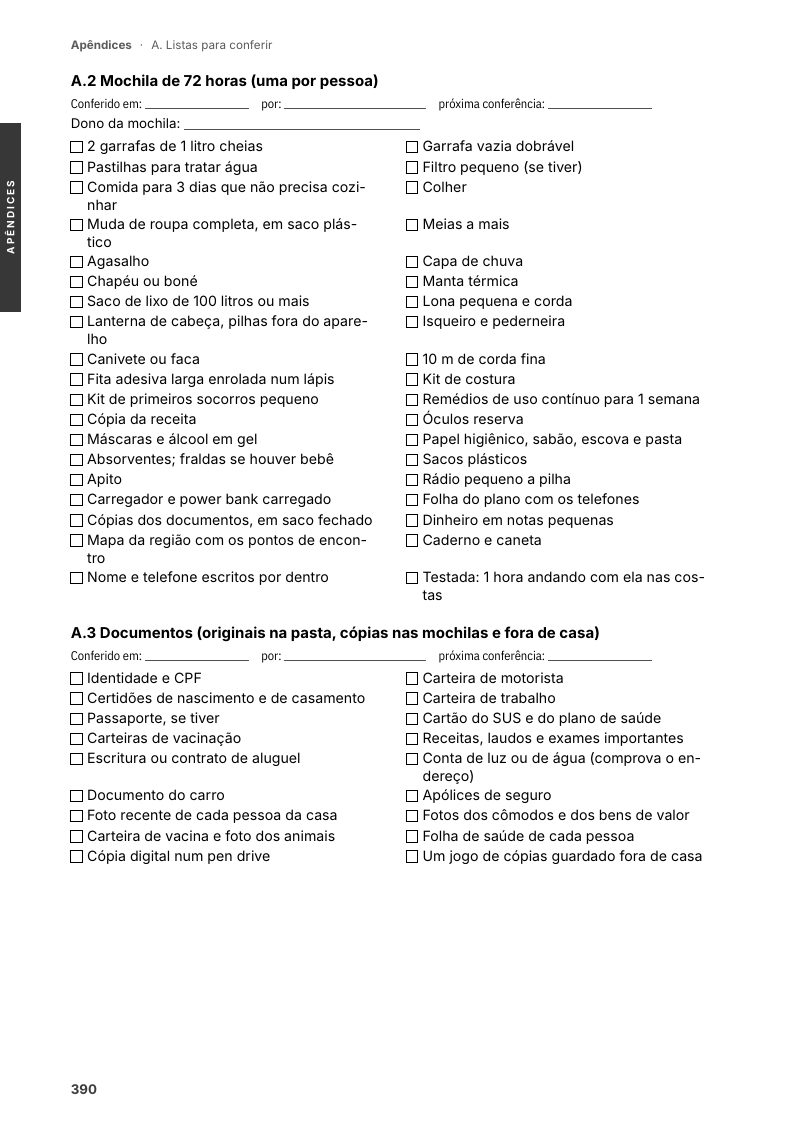 Apêndices · A. Listas para conferir
APÊNDICES
A.2 Mochila de 72 horas (uma por pessoa)
Conferido em: por: próxima conferência:
Dono da mochila:
2 garrafas de 1 litro cheias
Garrafa vazia dobrável
Pastilhas para tratar água
Filtro pequeno (se tiver)
Comida para 3 dias que não precisa cozi-
nhar
Colher
Muda de roupa completa, em saco plás-
tico
Meias a mais
Agasalho
Capa de chuva
Chapéu ou boné
Manta térmica
Saco de lixo de 100 litros ou mais
Lona pequena e corda
Lanterna de cabeça, pilhas fora do apare-
lho
Isqueiro e pederneira
Canivete ou faca
10 m de corda fina
Fita adesiva larga enrolada num lápis
Kit de costura
Kit de primeiros socorros pequeno
Remédios de uso contínuo para 1 semana
Cópia da receita
Óculos reserva
Máscaras e álcool em gel
Papel higiênico, sabão, escova e pasta
Absorventes; fraldas se houver bebê
Sacos plásticos
Apito
Rádio pequeno a pilha
Carregador e power bank carregado
Folha do plano com os telefones
Cópias dos documentos, em saco fechado
Dinheiro em notas pequenas
Mapa da região com os pontos de encon-
tro
Caderno e caneta
Nome e telefone escritos por dentro
Testada: 1 hora andando com ela nas cos-
tas
A.3 Documentos (originais na pasta, cópias nas mochilas e fora de casa)
Conferido em: por: próxima conferência:
Identidade e CPF
Carteira de motorista
Certidões de nascimento e de casamento
Carteira de trabalho
Passaporte, se tiver
Cartão do SUS e do plano de saúde
Carteiras de vacinação
Receitas, laudos e exames importantes
Escritura ou contrato de aluguel
Conta de luz ou de água (comprova o en-
dereço)
Documento do carro
Apólices de seguro
Foto recente de cada pessoa da casa
Fotos dos cômodos e dos bens de valor
Carteira de vacina e foto dos animais
Folha de saúde de cada pessoa
Cópia digital num pen drive
Um jogo de cópias guardado fora de casa
390